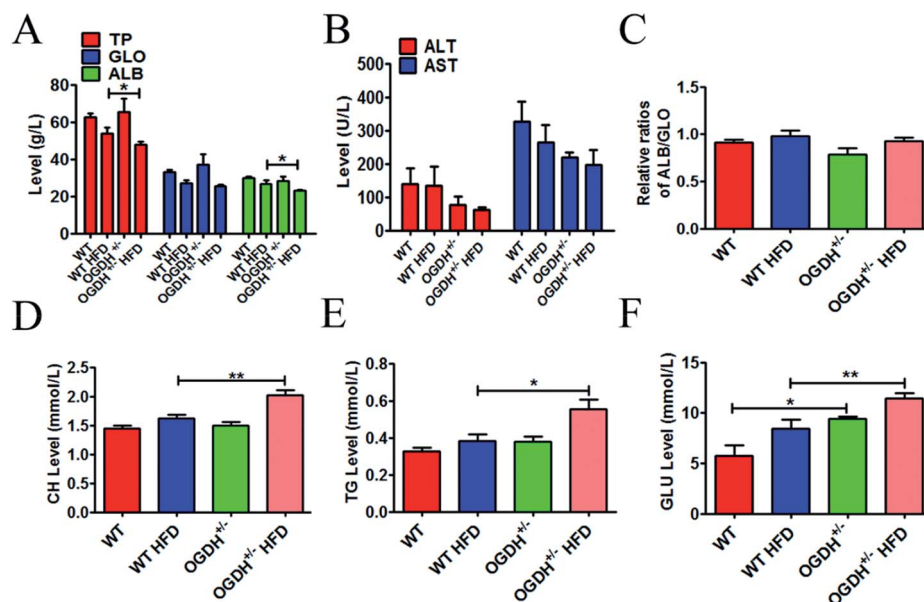 A
TP
GLO
ALB
Level (g/L)
80
60
40
20
0
*
*
WT
WT HFD
OGDH+/-
OGDH+/- HFD
WT
WT HFD
OGDH+/-
OGDH+/- HFD
WT
WT HFD
OGDH+/-
OGDH+/- HFD
B
ALT
AST
Level (U/L)
500
400
300
200
100
0
WT
WT HFD
OGDH+/-
OGDH+/- HFD
WT
WT HFD
OGDH+/-
OGDH+/- HFD
C
Relative ratios
of ALB/GLO
1.5
1.0
0.5
0.0
WT
WT HFD
OGDH+/-
OGDH+/- HFD
D
CH Level (mmol/L)
2.5
2.0
1.5
1.0
0.5
0.0
**
WT
WT HFD
OGDH+/-
OGDH+/- HFD
E
TG Level (mmol/L)
0.8
0.6
0.4
0.2
0.0
*
WT
WT HFD
OGDH+/-
OGDH+/- HFD
F
GLU Level (mmol/L)
15
10
5
0
*
**
WT
WT HFD
OGDH+/-
OGDH+/- HFD